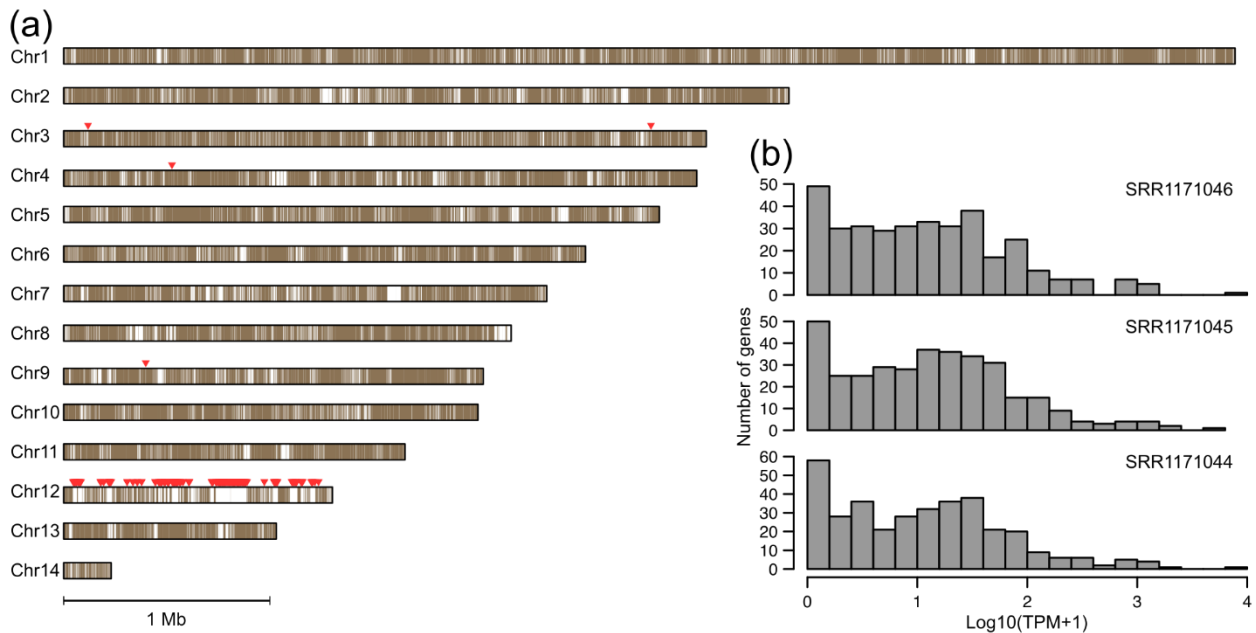 (a)
Chr1
Chr2
Chr3
Chr4
Chr5
Chr6
Chr7
Chr8
Chr9
Chr10
Chr11
Chr12
Chr13
Chr14
1 Mb
(b)
SRR1171046
50
40
30
20
10
0
SRR1171045
50
40
30
20
10
0
SRR1171044
60
50
40
30
20
10
0
Number of genes
0 1 2 3 4
Log10(TPM+1)